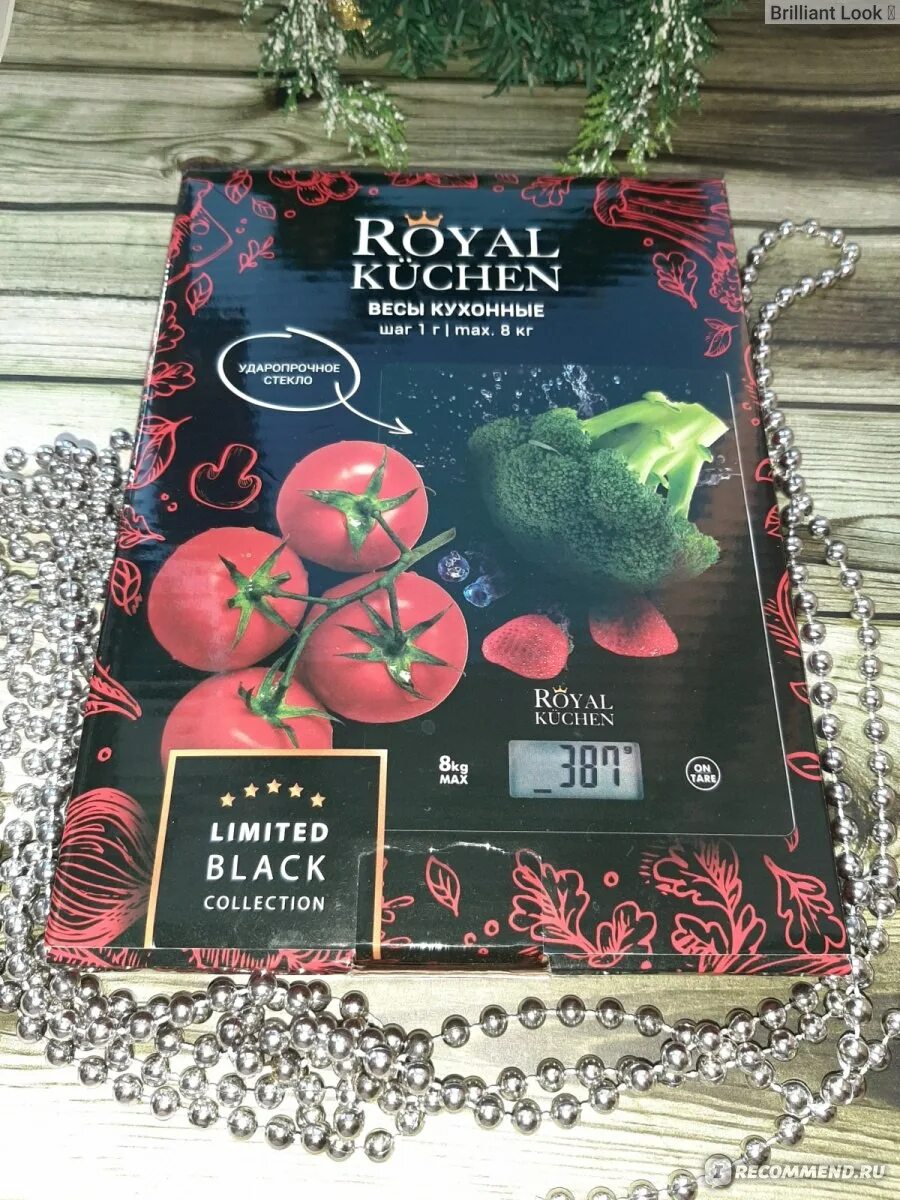 Brilliant Look
ROYAL
KÜCHEN
ВЕСЫ КУХОННЫЕ
шаг 1 г | max. 8 кг
УДАРОПРОЧНОЕ
СТЕКЛО
ROYAL
KÜCHEN
8kg
MAX
_387g
ON
TARE
LIMITED
BLACK
COLLECTION
RECOMMEND.RU